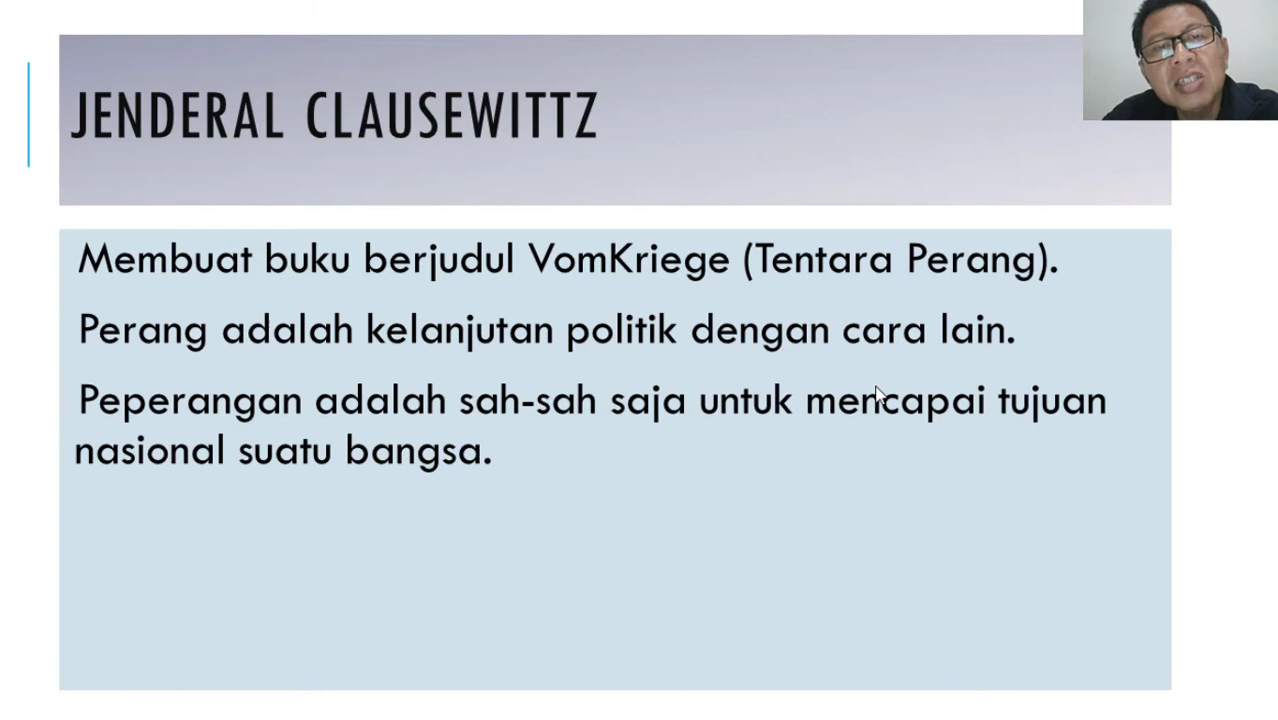 JENDERAL CLAUSEWITTZ
Membuat buku berjudul VomKriege (Tentara Perang).
Perang adalah kelanjutan politik dengan cara lain.
Peperangan adalah sah-sah saja untuk mencapai tujuan
nasional suatu bangsa.